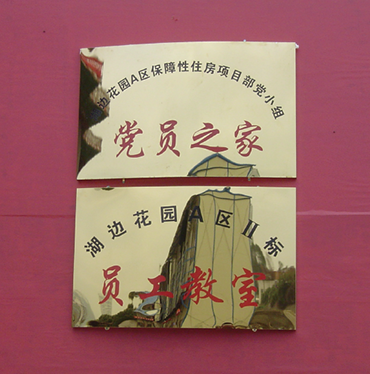 边花园A区保障性住房项目部党小组
党员之家
湖边花园A区II标
员工教室